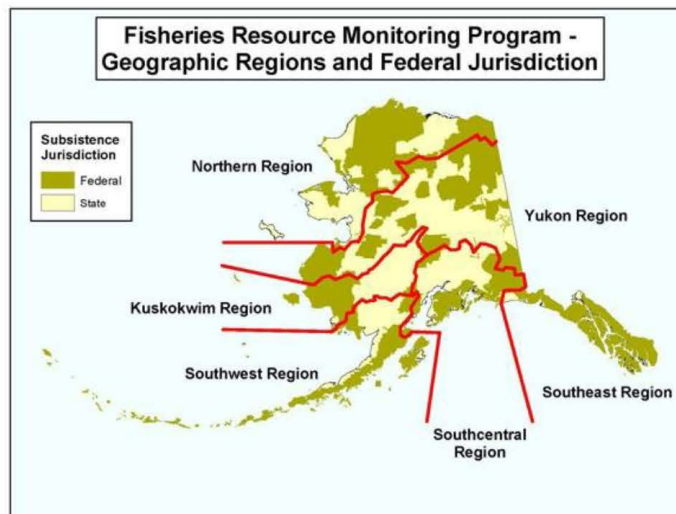 Fisheries Resource Monitoring Program -
Geographic Regions and Federal Jurisdiction
Subsistence
Jurisdiction
Federal
State
Northern Region
Yukon Region
Kuskokwim Region
Southwest Region
Southeast Region
Southcentral
Region